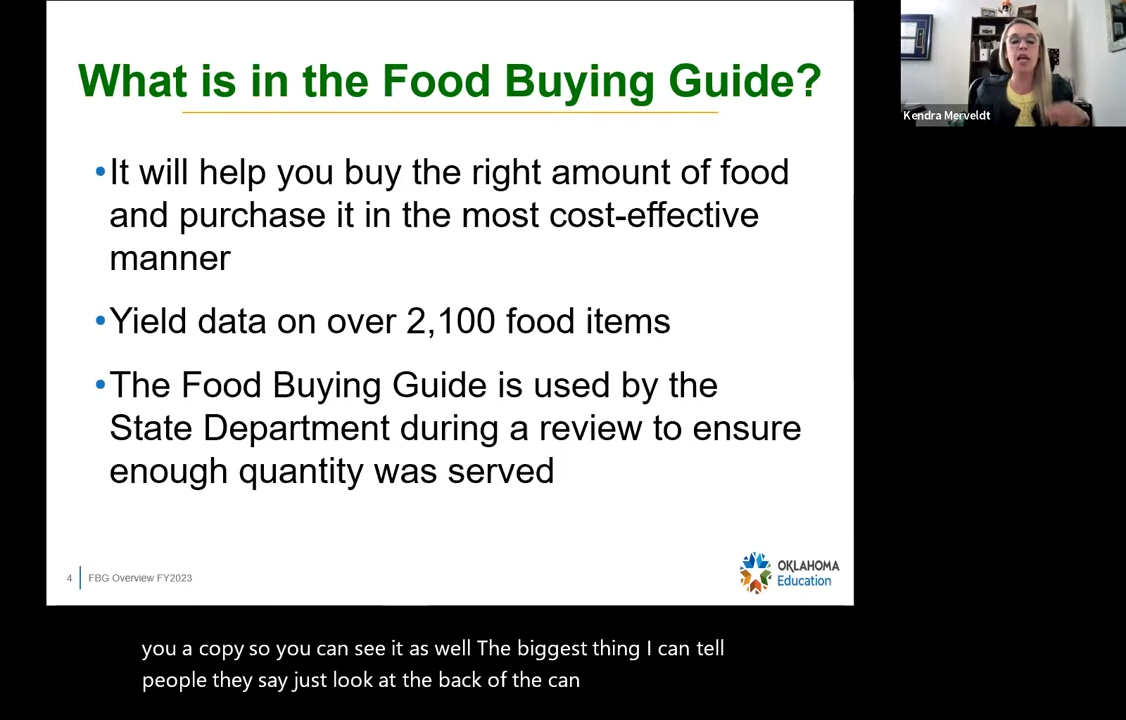 What is in the Food Buying Guide?
Kendra Merveldt
•It will help you buy the right amount of food
and purchase it in the most cost-effective
manner
•Yield data on over 2,100 food items
•The Food Buying Guide is used by the
State Department during a review to ensure
enough quantity was served
4 FBG Overview FY2023
OKLAHOMA
Education
you a copy so you can see it as well The biggest thing I can tell
people they say just look at the back of the can